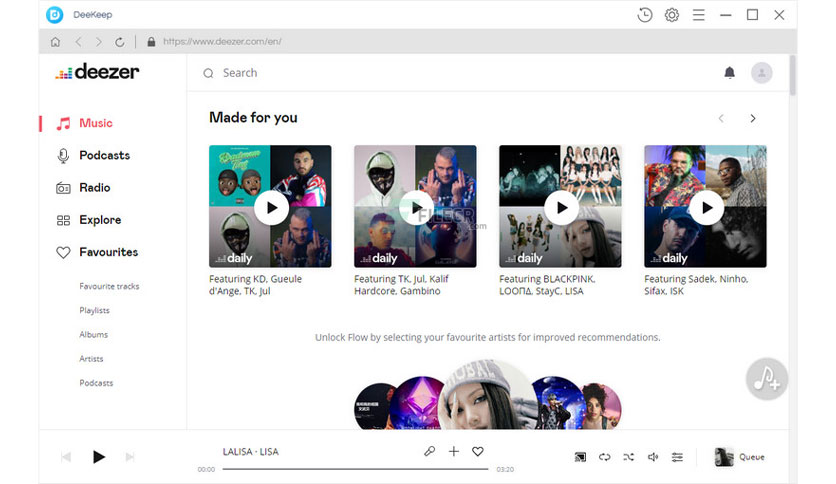 DeeKeep
https://www.deezer.com/en/
deezer
Search
Music
Podcasts
Radio
Explore
Favourites
Favourite tracks
Playlists
Albums
Artists
Podcasts
Made for you
daily
daily
daily
daily
FILECR
.com
Featuring KD, Gueule
d'Ange, TK, Jul
Featuring TK, Jul, Kalif
Hardcore, Gambino
Featuring BLACKPINK,
LOOΠΔ, StayC, LISA
Featuring Sadek, Ninho,
Sifax, ISK
Unlock Flow by selecting your favourite artists for improved recommendations.
GLOBAL
LALISA · LISA
00:00
03:20
Queue